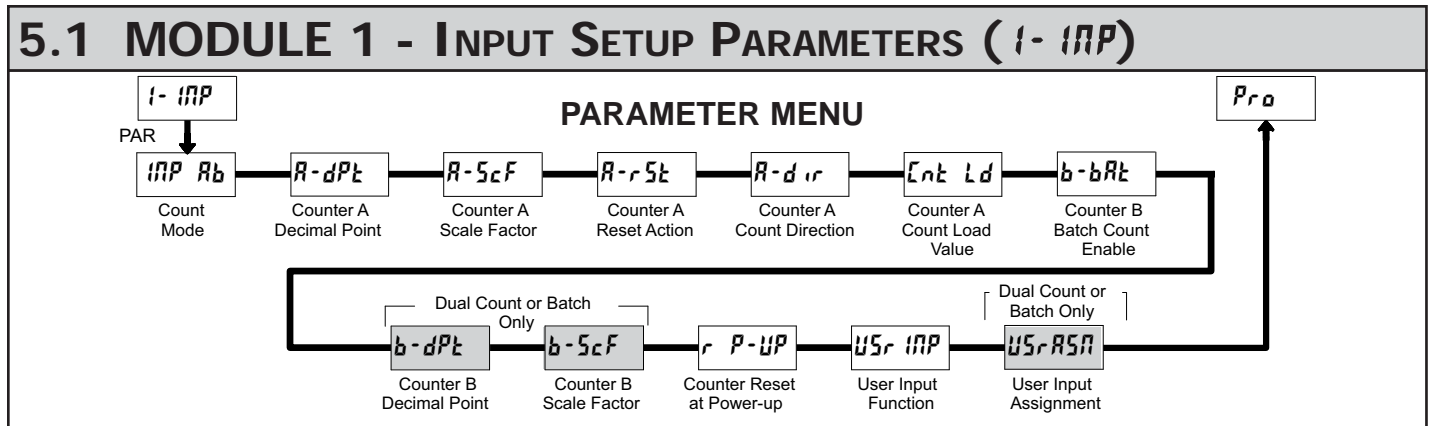 5.1 MODULE 1 - INPUT SETUP PARAMETERS (1-INP)
1-INP
PARAMETER MENU
Pro
PAR
INP Ab
A-dPt
A-ScF
A-rSt
A-dir
Cnt Ld
b-bAt
Count
Mode
Counter A
Decimal Point
Counter A
Scale Factor
Counter A
Reset Action
Counter A
Count Direction
Counter A
Count Load
Value
Counter B
Batch Count
Enable
Dual Count or Batch
Only
Dual Count or
Batch Only
b-dPt
b-ScF
r P-UP
USr INP
USrASN
Counter B
Decimal Point
Counter B
Scale Factor
Counter Reset
at Power-up
User Input
Function
User Input
Assignment